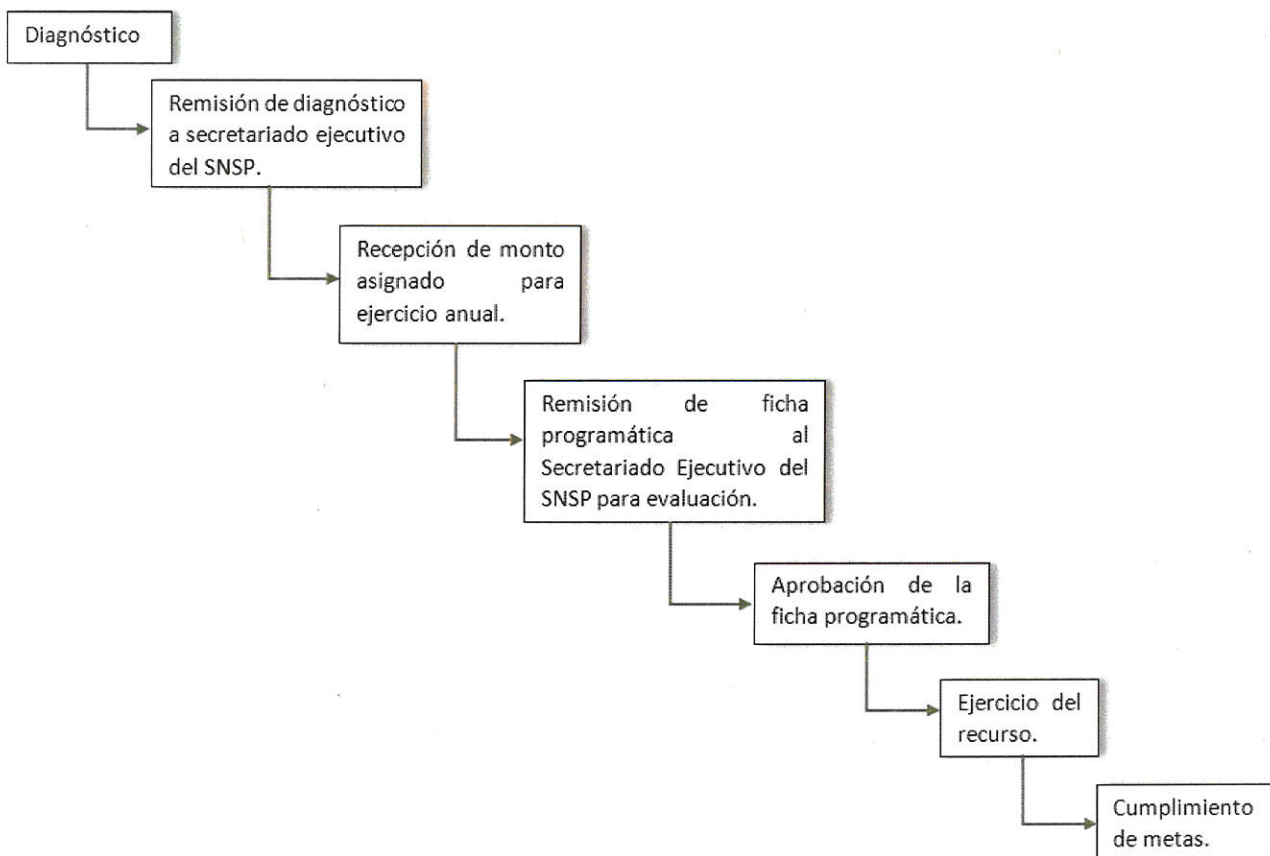 Diagnóstico
Remisión de diagnóstico
a secretariado ejecutivo
del SNSP.
Recepción de monto
asignado para
ejercicio anual.
Remisión de ficha
programática al
Secretariado Ejecutivo del
SNSP para evaluación.
Aprobación de la
ficha programática.
Ejercicio del
recurso.
Cumplimiento
de metas.